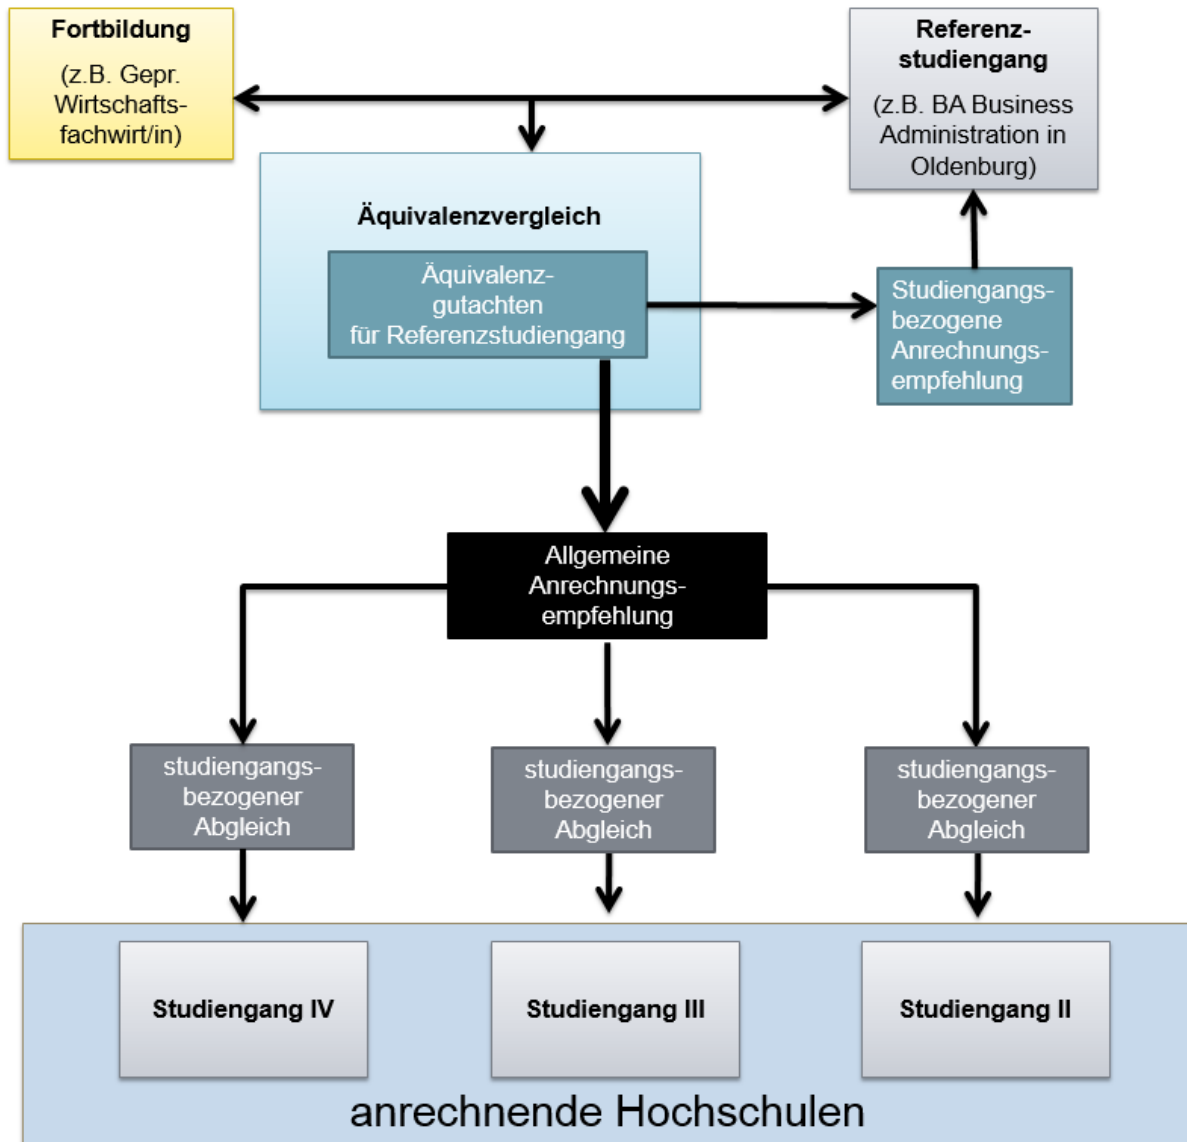 Fortbildung
(z.B. Gepr.
Wirtschafts-
fachwirt/in)
Referenz-
studiengang
(z.B. BA Business
Administration in
Oldenburg)
Äquivalenzvergleich
Äquivalenz-
gutachten
für Referenzstudiengang
Studiengangs-
bezogene
Anrechnungs-
empfehlung
Allgemeine
Anrechnungs-
empfehlung
studiengangs-
bezogener
Abgleich
studiengangs-
bezogener
Abgleich
studiengangs-
bezogener
Abgleich
Studiengang IV
Studiengang III
Studiengang II
anrechnende Hochschulen